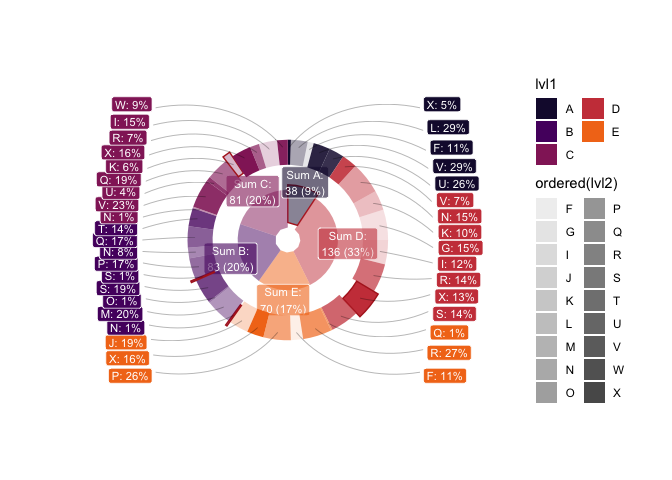 W: 9%
I: 15%
R: 7%
X: 16%
K: 6%
Q: 19%
U: 4%
V: 23%
N: 1%
T: 14%
Q: 17%
N: 8%
P: 17%
S: 1%
S: 19%
O: 1%
M: 20%
N: 1%
J: 19%
X: 16%
P: 26%
Sum C:
81 (20%)
Sum A:
38 (9%)
Sum B:
83 (20%)
Sum D:
136 (33%)
Sum E:
70 (17%)
X: 5%
L: 29%
F: 11%
V: 29%
U: 26%
V: 7%
N: 15%
K: 10%
G: 15%
I: 12%
R: 14%
X: 13%
S: 14%
Q: 1%
R: 27%
F: 11%
lvl1
A D
B E
C
ordered(lvl2)
F P
G Q
I R
J S
K T
L U
M V
N W
O X